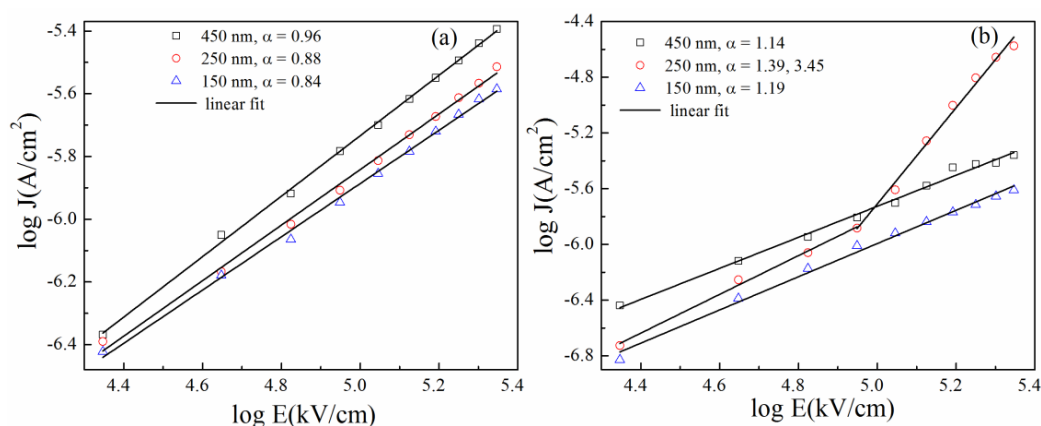 (a)
450 nm, α = 0.96
250 nm, α = 0.88
150 nm, α = 0.84
linear fit
-5.4
-5.6
-5.8
-6.0
-6.2
-6.4
log J(A/cm²)
4.4 4.6 4.8 5.0 5.2 5.4
log E(kV/cm)
(b)
450 nm, α = 1.14
250 nm, α = 1.39, 3.45
150 nm, α = 1.19
linear fit
-4.4
-4.8
-5.2
-5.6
-6.0
-6.4
-6.8
log J(A/cm²)
4.4 4.6 4.8 5.0 5.2 5.4
log E(kV/cm)